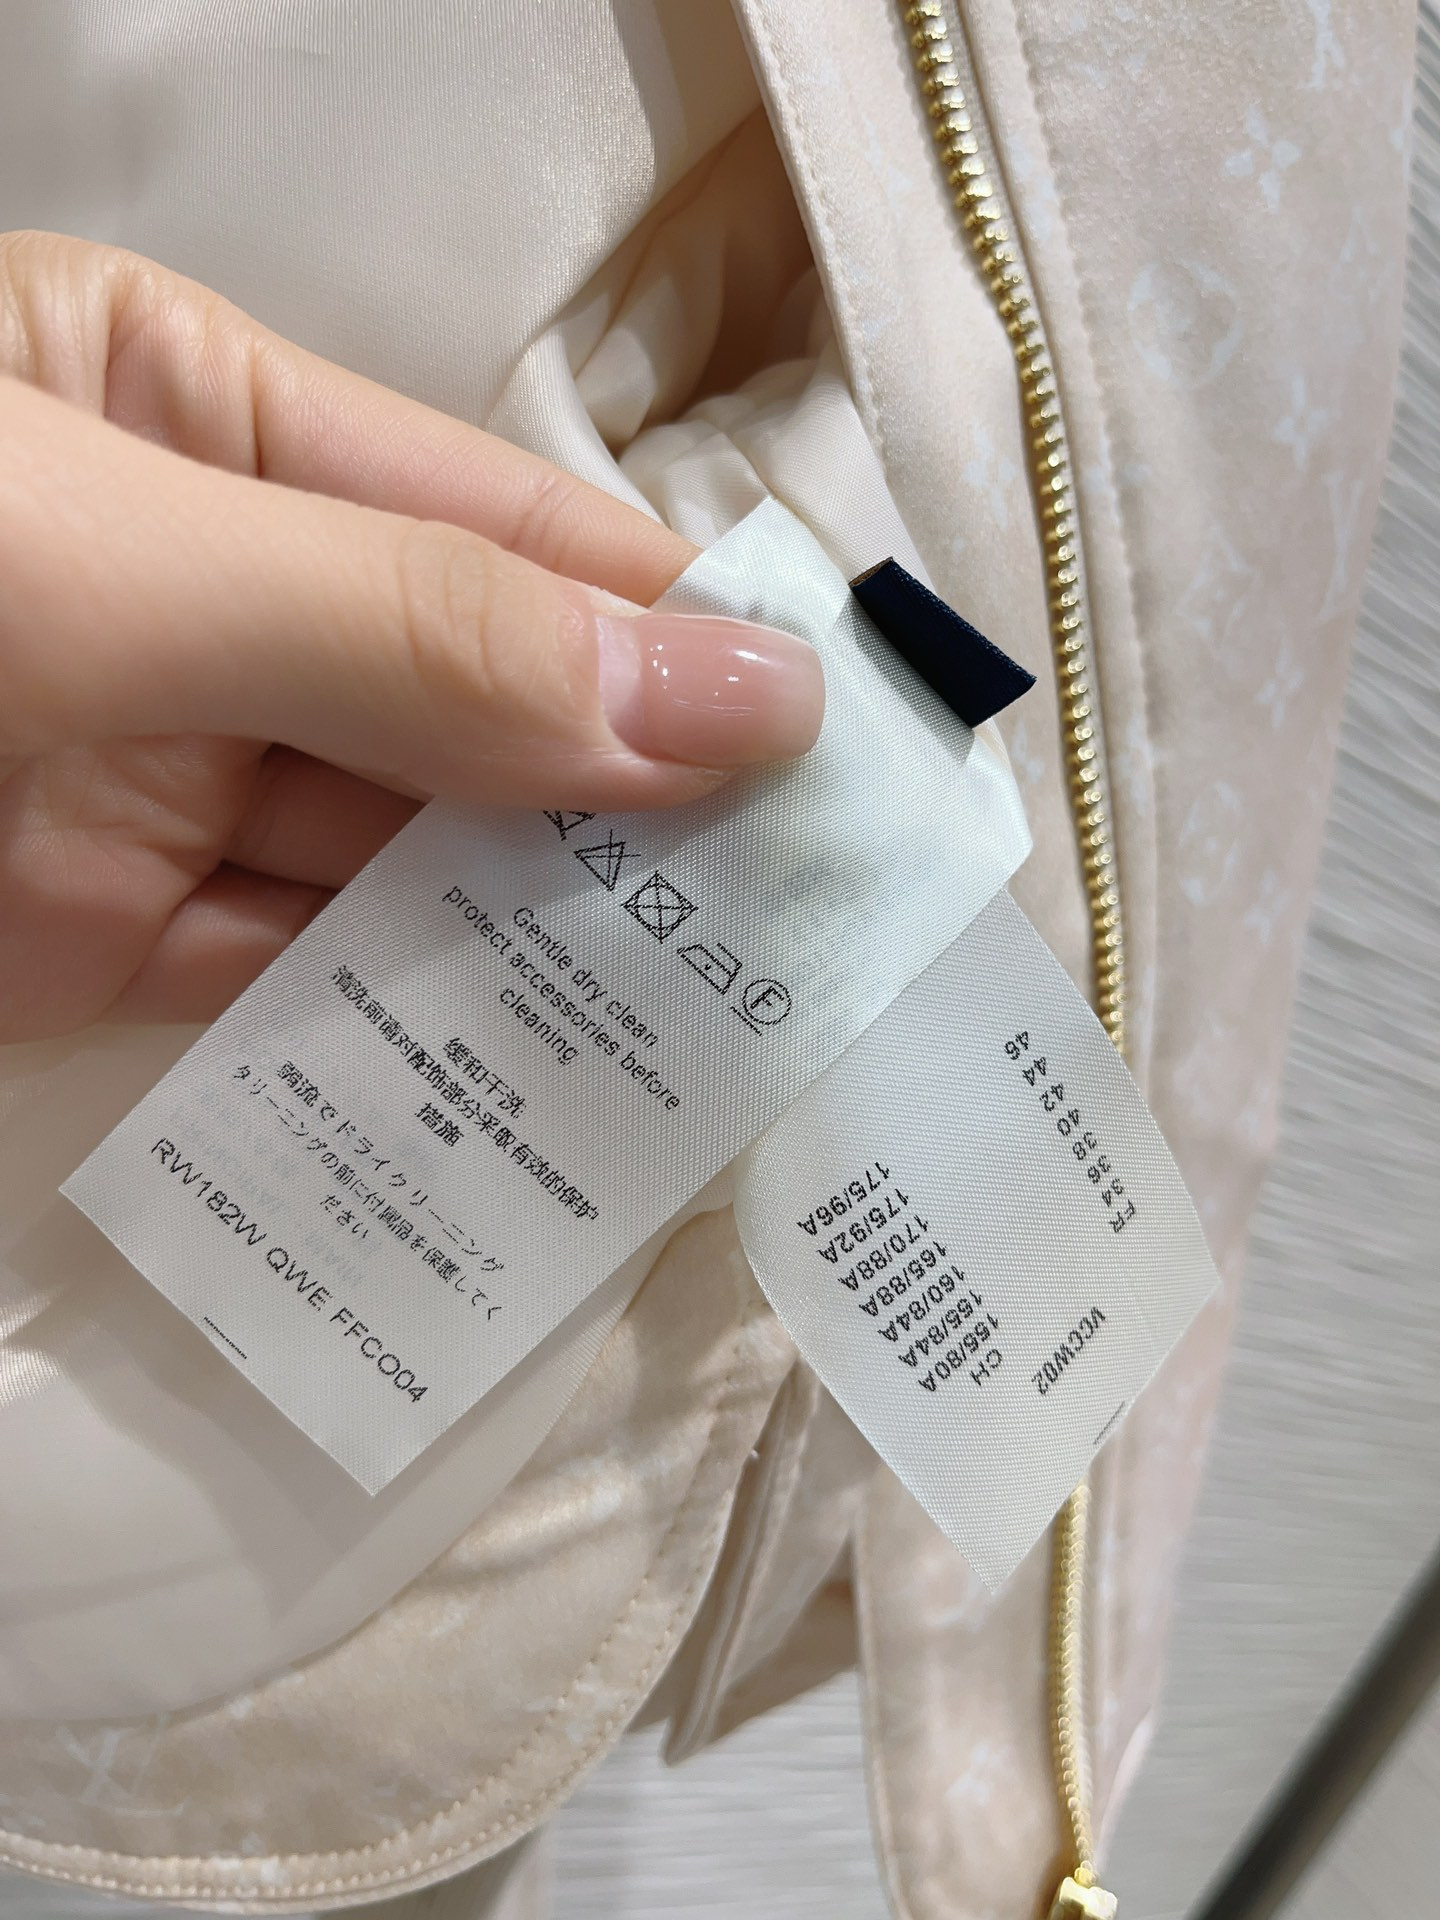 Gentle dry clean
protect accessories before
cleaning
缓和干洗
清洗前请对配饰部分采取有效的保护
措施
弱流でドライクリーニング
クリーニングの前に付属品を保護してく
ださい
RW182W QWE FFCO04
VCCW02
FR 34 36 38 40 42 44 46
CH
155/80A
155/84A
160/84A
165/88A
170/88A
175/92A
175/96A
F
LV